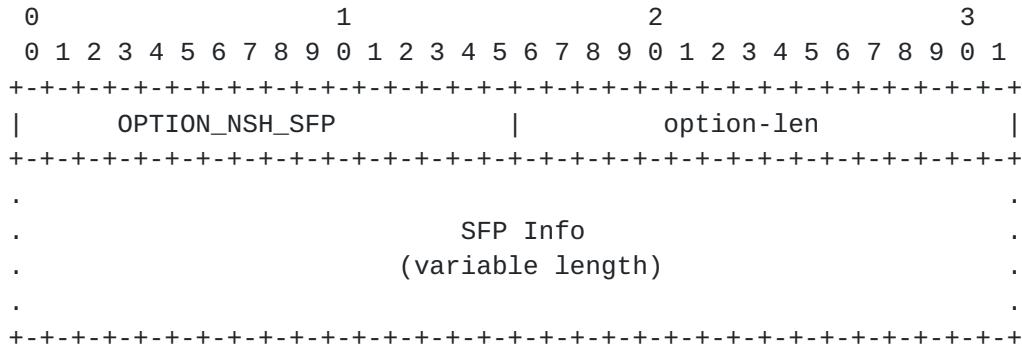 0                   1                   2                   3
 0 1 2 3 4 5 6 7 8 9 0 1 2 3 4 5 6 7 8 9 0 1 2 3 4 5 6 7 8 9 0 1
+-+-+-+-+-+-+-+-+-+-+-+-+-+-+-+-+-+-+-+-+-+-+-+-+-+-+-+-+-+-+-+-+
|      OPTION_NSH_SFP           |         option-len            |
+-+-+-+-+-+-+-+-+-+-+-+-+-+-+-+-+-+-+-+-+-+-+-+-+-+-+-+-+-+-+-+-+
.                                                               .
.                            SFP Info                           .
.                        (variable length)                      .
.                                                               .
+-+-+-+-+-+-+-+-+-+-+-+-+-+-+-+-+-+-+-+-+-+-+-+-+-+-+-+-+-+-+-+-+